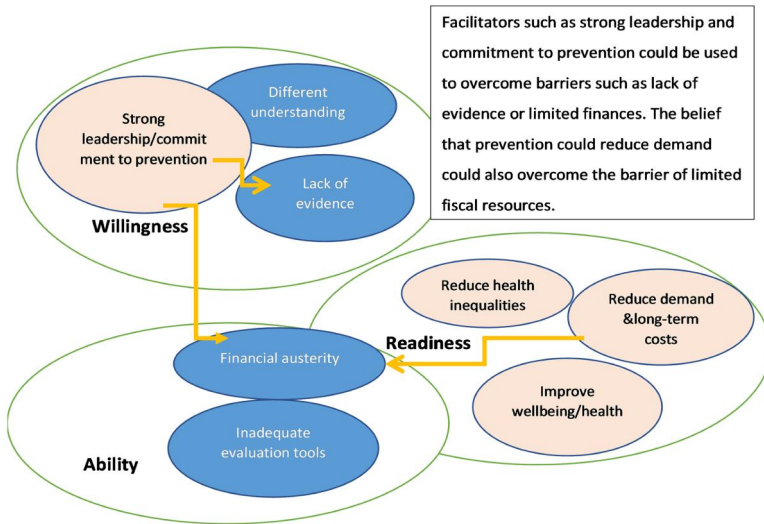 Facilitators such as strong leadership and
commitment to prevention could be used
to overcome barriers such as lack of
evidence or limited finances. The belief
that prevention could reduce demand
could also overcome the barrier of limited
fiscal resources.
Different
understanding
Strong
leadership/commit
ment to prevention
Lack of
evidence
Willingness
Reduce health
inequalities
Reduce demand
&long-term
costs
Readiness
Financial austerity
Improve
wellbeing/health
Inadequate
evaluation tools
Ability